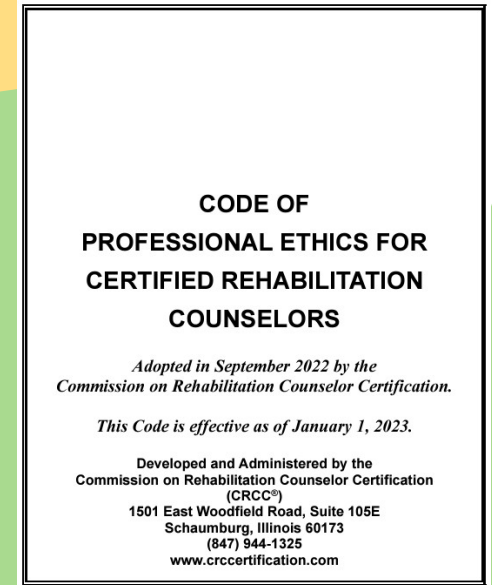 CODE OF
PROFESSIONAL ETHICS FOR
CERTIFIED REHABILITATION
COUNSELORS
Adopted in September 2022 by the
Commission on Rehabilitation Counselor Certification.
This Code is effective as of January 1, 2023.
Developed and Administered by the
Commission on Rehabilitation Counselor Certification
(CRCC®)
1501 East Woodfield Road, Suite 105E
Schaumburg, Illinois 60173
(847) 944-1325
www.crccertification.com